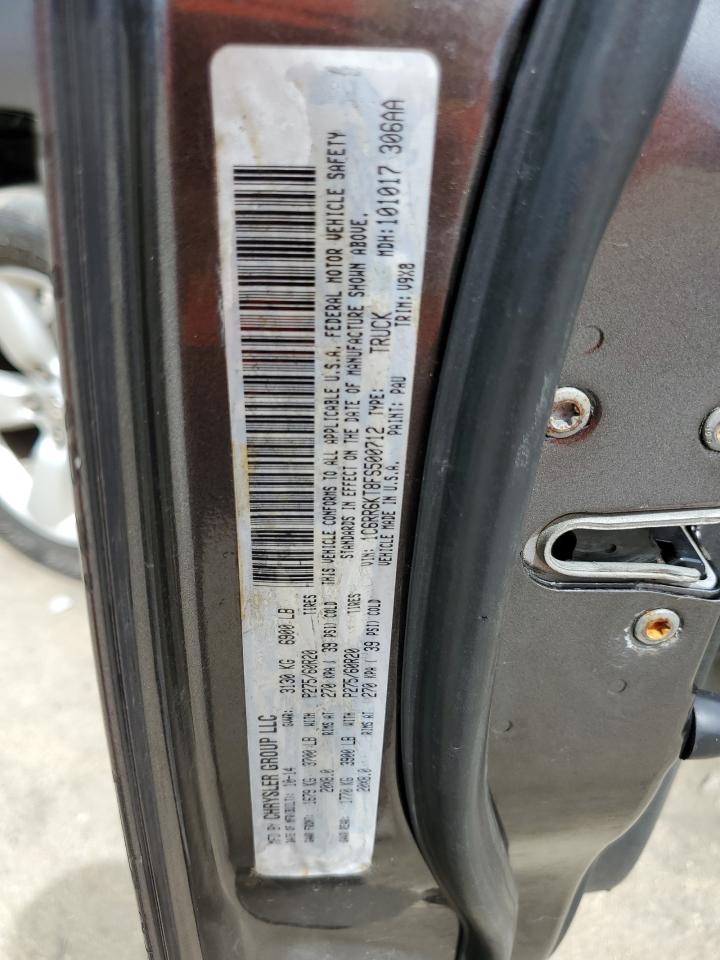 MFD BY CHRYSLER GROUP LLC
DATE OF MFR(BUILT): 10-14 GVWR: 3130 KG 6900 LB
GAWR FRONT: 1679 KG 3700 LB WITH P275/60R20 TIRES
20X8.0 RIMS AT 270 KPA ( 39 PSI) COLD
GAWR REAR: 1770 KG 3900 LB WITH P275/60R20 TIRES
20X8.0 RIMS AT 270 KPA ( 39 PSI) COLD
THIS VEHICLE CONFORMS TO ALL APPLICABLE U.S.A. FEDERAL MOTOR VEHICLE SAFETY
STANDARDS IN EFFECT ON THE DATE OF MANUFACTURE SHOWN ABOVE.
VIN: 1C6RR6KT8FS500712 TYPE: TRUCK MDH:101017 306AA
VEHICLE MADE IN U.S.A. PAINT: PAU TRIM: V9X8